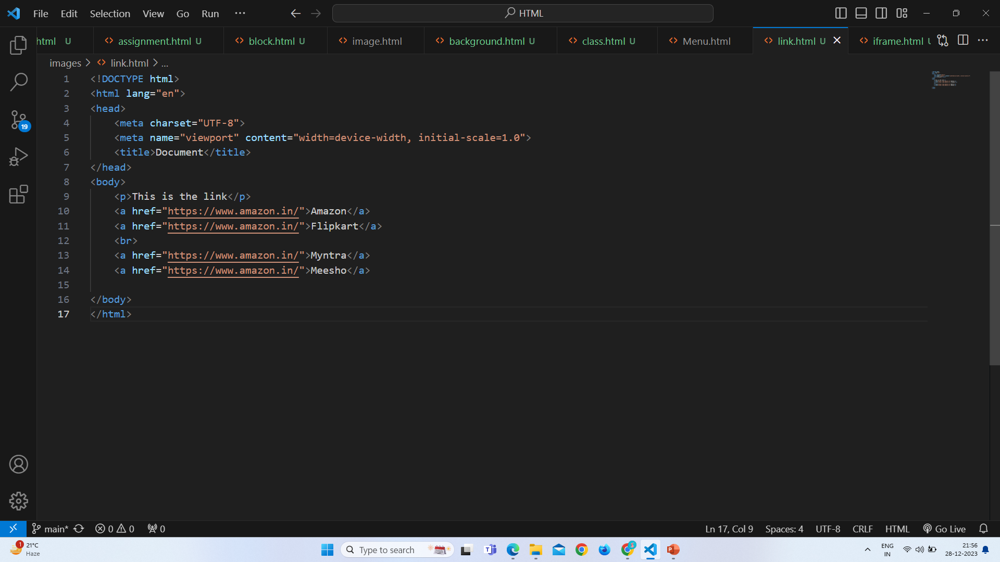 File Edit Selection View Go Run ··· HTML
html U assignment.html U block.html U image.html background.html U class.html U Menu.html link.html U iframe.html
images > link.html > ...
1 <!DOCTYPE html>
2 <html lang="en">
3 <head>
4     <meta charset="UTF-8">
5     <meta name="viewport" content="width=device-width, initial-scale=1.0">
6     <title>Document</title>
7 </head>
8 <body>
9     <p>This is the link</p>
10     <a href="https://www.amazon.in/">Amazon</a>
11     <a href="https://www.amazon.in/">Flipkart</a>
12     <br>
13     <a href="https://www.amazon.in/">Myntra</a>
14     <a href="https://www.amazon.in/">Meesho</a>
15
16 </body>
17 </html>
19
main* 0 0 0 Ln 17, Col 9 Spaces: 4 UTF-8 CRLF HTML Go Live
1 21°C
Haze
Type to search
ENG
IN
21:56
28-12-2023